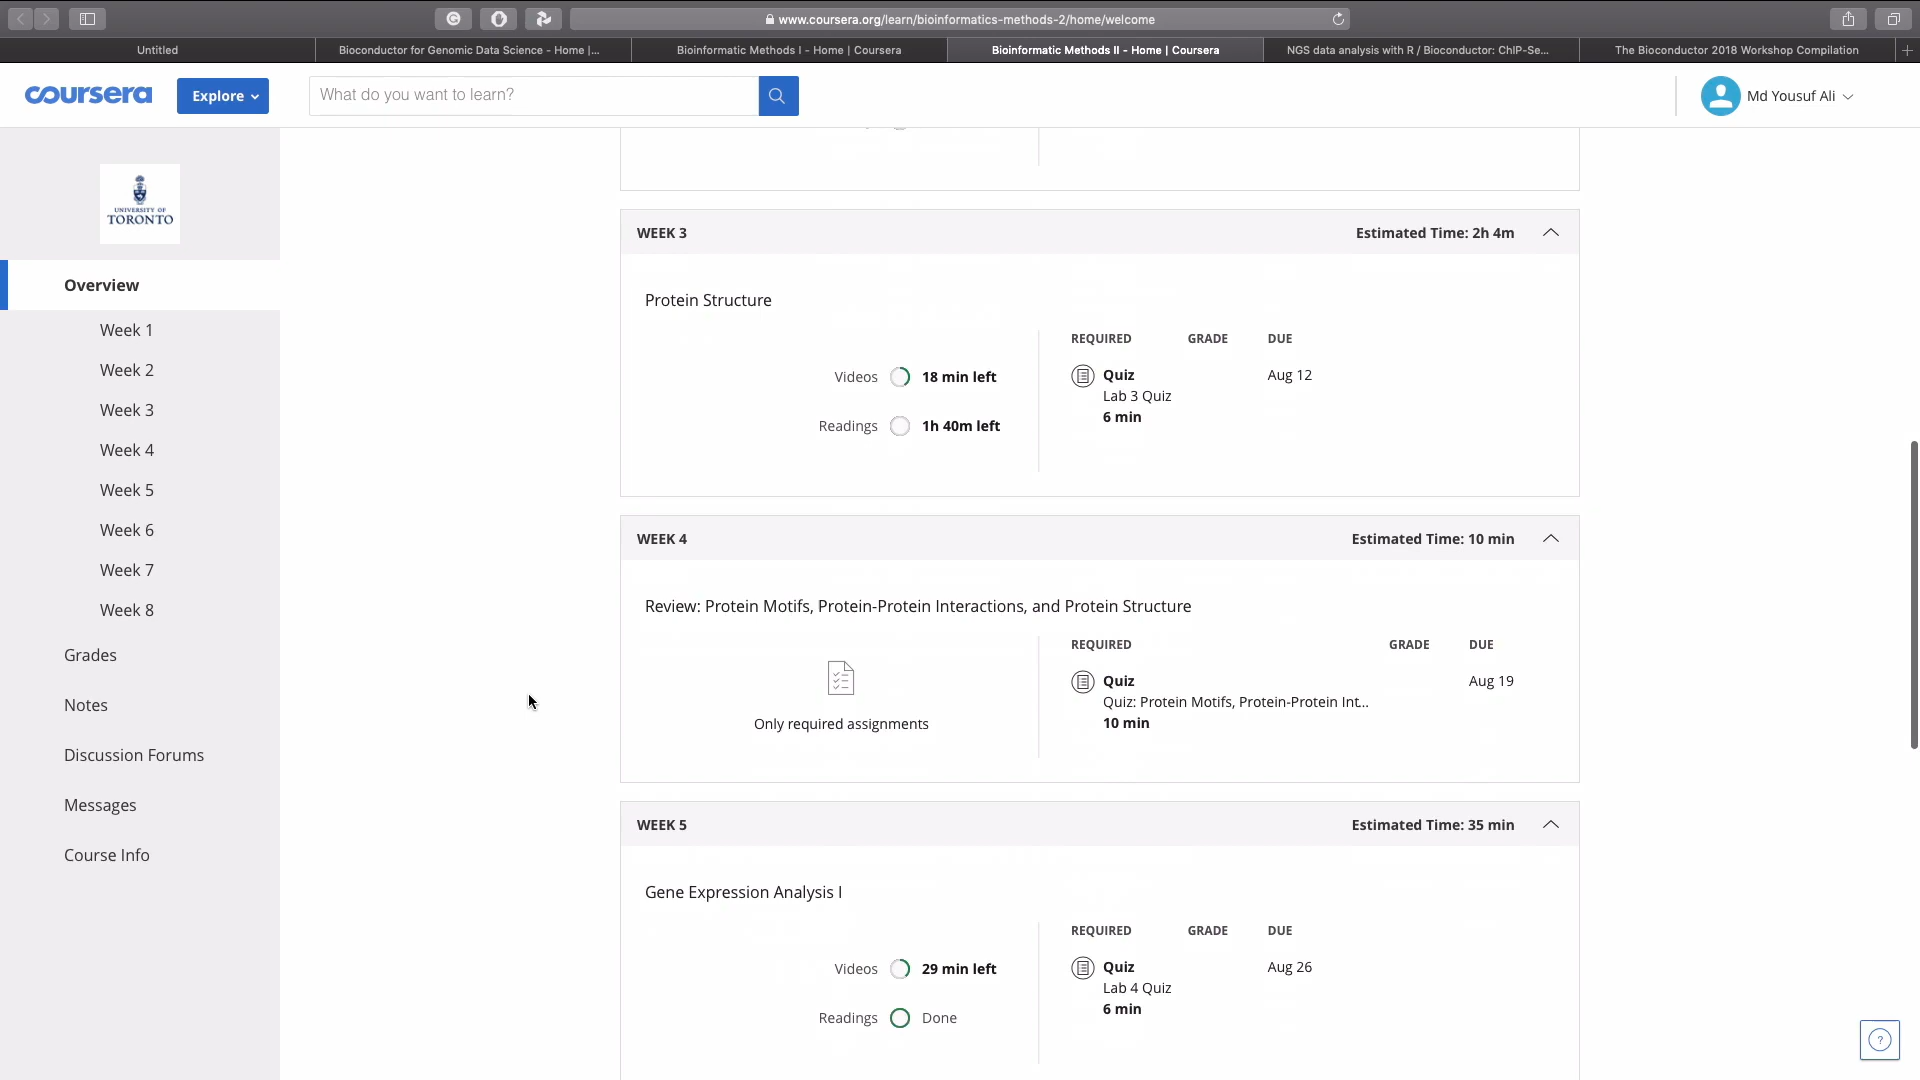 www.coursera.org/learn/bioinformatics-methods-2/home/welcome
Untitled
Bioconductor for Genomic Data Science - Home |...
Bioinformatic Methods I - Home | Coursera
Bioinformatic Methods II - Home | Coursera
NGS data analysis with R / Bioconductor: ChIP-Se...
The Bioconductor 2018 Workshop Compilation
coursera
Explore
What do you want to learn?
Md Yousuf Ali
UNIVERSITY OF
TORONTO
Overview
Week 1
Week 2
Week 3
Week 4
Week 5
Week 6
Week 7
Week 8
Grades
Notes
Discussion Forums
Messages
Course Info
WEEK 3
Estimated Time: 2h 4m
Protein Structure
Videos
18 min left
Readings
1h 40m left
REQUIRED
GRADE
DUE
Quiz
Aug 12
Lab 3 Quiz
6 min
WEEK 4
Estimated Time: 10 min
Review: Protein Motifs, Protein-Protein Interactions, and Protein Structure
Only required assignments
REQUIRED
GRADE
DUE
Quiz
Aug 19
Quiz: Protein Motifs, Protein-Protein Int...
10 min
WEEK 5
Estimated Time: 35 min
Gene Expression Analysis I
Videos
29 min left
Readings
Done
REQUIRED
GRADE
DUE
Quiz
Aug 26
Lab 4 Quiz
6 min
?